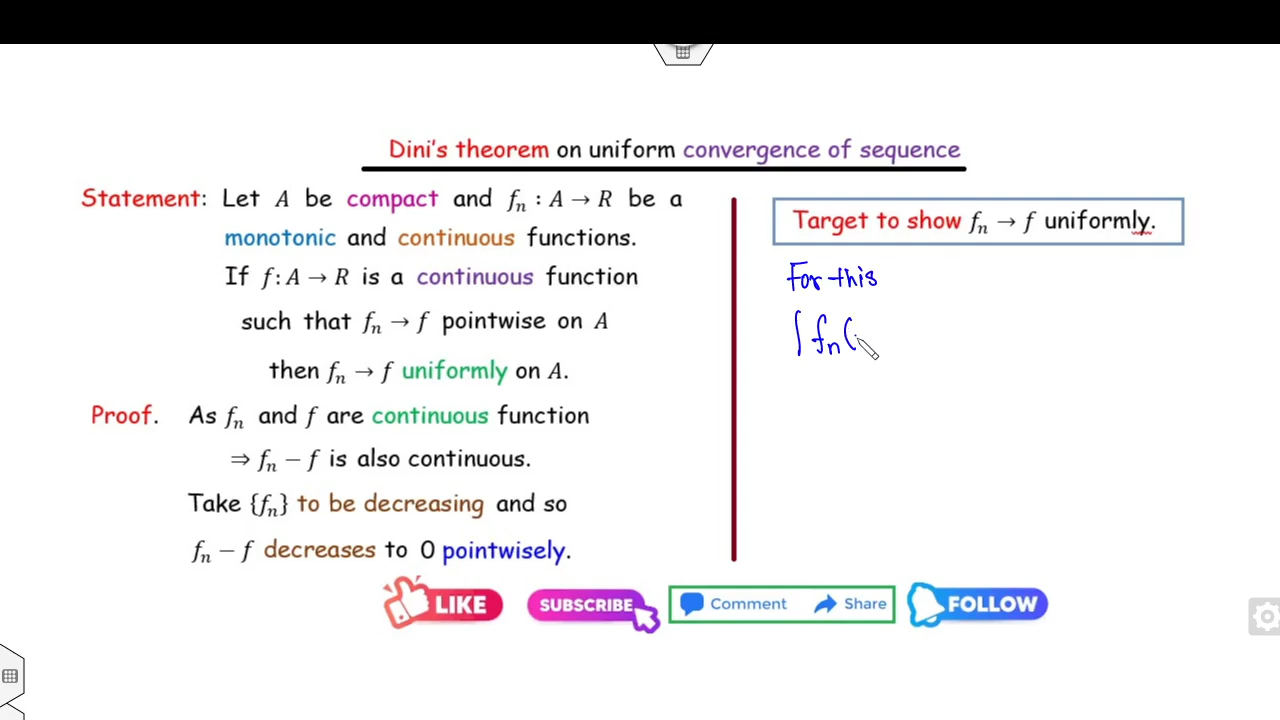 Dini's theorem on uniform convergence of sequence
Statement: Let A be compact and fₙ : A → R be a
monotonic and continuous functions.
If f: A → R is a continuous function
such that fₙ → f pointwise on A
then fₙ → f uniformly on A.
Proof. As fₙ and f are continuous function
⇒ fₙ − f is also continuous.
Take {fₙ} to be decreasing and so
fₙ − f decreases to 0 pointwisely.
Target to show fₙ → f uniformly.
For this
| fₙ(
LIKE
SUBSCRIBE
Comment
Share
FOLLOW